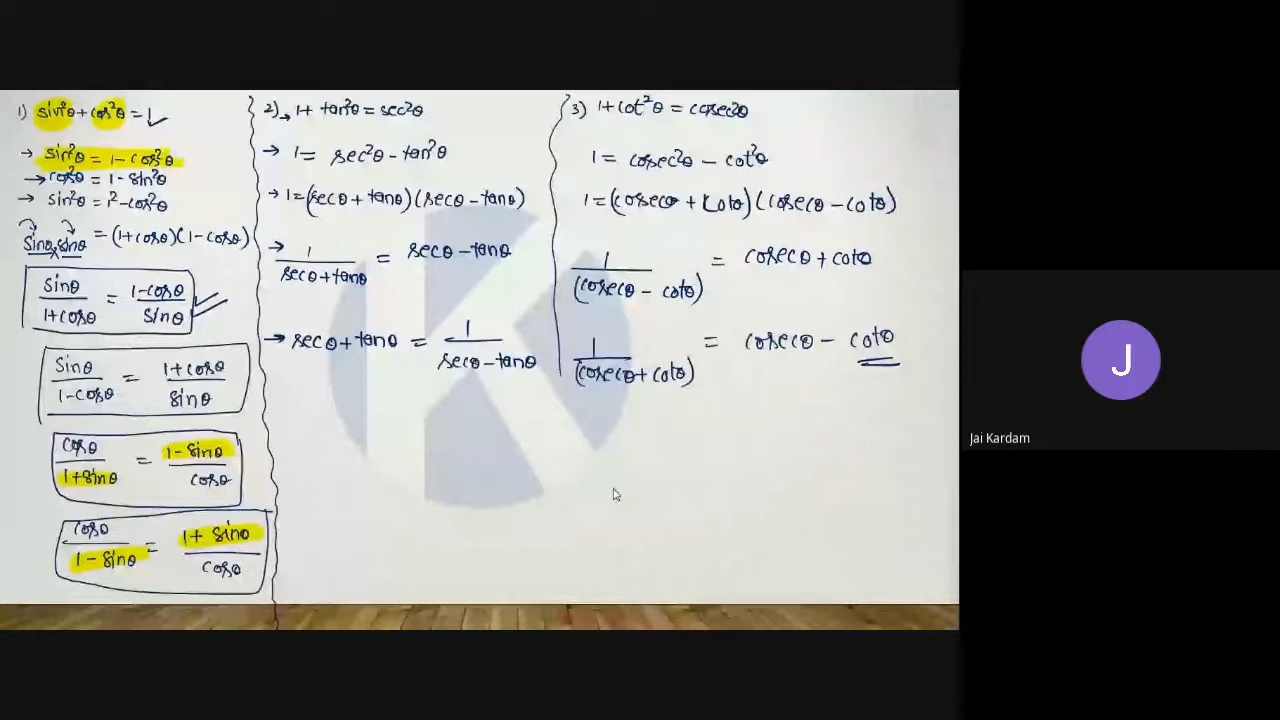 1) sin²θ + cos²θ = 1
→ sin²θ = 1 - cos²θ
→ cos²θ = 1 - sin²θ
→ sin²θ = 1² - cos²θ
sinθ × sinθ = (1+cosθ)(1-cosθ)
sinθ/1+cosθ = 1-cosθ/sinθ
sinθ/1-cosθ = 1+cosθ/sinθ
cosθ/1+sinθ = 1-sinθ/cosθ
cosθ/1-sinθ = 1+sinθ/cosθ
2) → 1+ tan²θ = sec²θ
→ 1 = sec²θ - tan²θ
→ 1 = (secθ + tanθ)(secθ - tanθ)
→ 1/secθ+tanθ = secθ - tanθ
→ secθ + tanθ = 1/secθ - tanθ
3) 1+cot²θ = cosec²θ
1 = cosec²θ - cot²θ
1 = (cosecθ + cotθ)(cosecθ - cotθ)
1/(cosecθ - cotθ) = cosecθ + cotθ
1/(cosecθ + cotθ) = cosecθ - cotθ
J
Jai Kardam